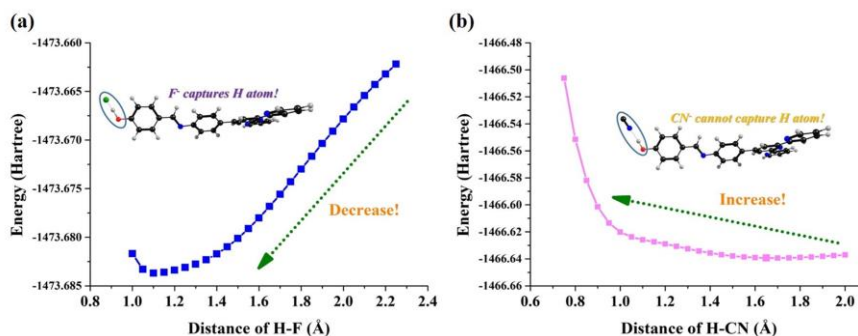 (a)
-1473.660
-1473.665
-1473.670
-1473.675
-1473.680
-1473.685
Energy (Hartree)
F- captures H atom!
Decrease!
0.8 1.0 1.2 1.4 1.6 1.8 2.0 2.2 2.4
Distance of H-F (Å)
(b)
-1466.48
-1466.50
-1466.52
-1466.54
-1466.56
-1466.58
-1466.60
-1466.62
-1466.64
-1466.66
Energy (Hartree)
CN- cannot capture H atom!
Increase!
0.6 0.8 1.0 1.2 1.4 1.6 1.8 2.0
Distance of H-CN (Å)